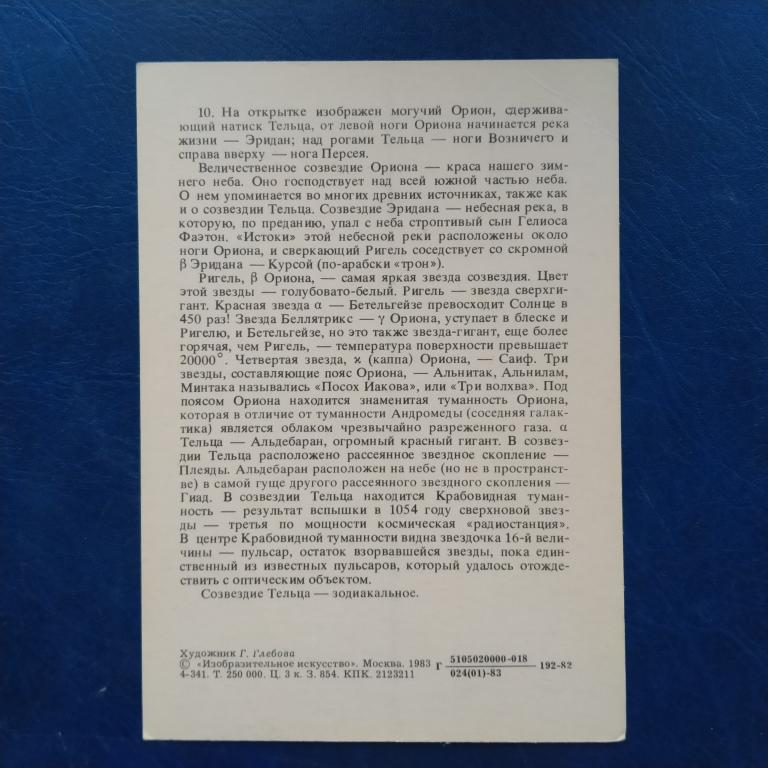 10. На открытке изображен могучий Орион, сдержива-
ющий натиск Тельца, от левой ноги Ориона начинается река
жизни — Эридан; над рогами Тельца — ноги Возничего и
справа вверху — нога Персея.
Величественное созвездие Ориона — краса нашего зим-
него неба. Оно господствует над всей южной частью неба.
О нем упоминается во многих древних источниках, также как
и о созвездии Тельца. Созвездие Эридана — небесная река, в
которую, по преданию, упал с неба строптивый сын Гелиоса
Фаэтон. «Истоки» этой небесной реки расположены около
ноги Ориона, и сверкающий Ригель соседствует со скромной
β Эридана — Курсой (по-арабски «трон»).
Ригель, β Ориона, — самая яркая звезда созвездия. Цвет
этой звезды — голубовато-белый. Ригель — звезда сверхги-
гант. Красная звезда α — Бетельгейзе превосходит Солнце в
450 раз! Звезда Беллятрикс — γ Ориона, уступает в блеске и
Ригелю, и Бетельгейзе, но это также звезда-гигант, еще более
горячая, чем Ригель, — температура поверхности превышает
20000°. Четвертая звезда, ϰ (каппа) Ориона, — Саиф. Три
звезды, составляющие пояс Ориона, — Альнитак, Альнилам,
Минтака назывались «Посох Иакова», или «Три волхва». Под
поясом Ориона находится знаменитая туманность Ориона,
которая в отличие от туманности Андромеды (соседняя галак-
тика) является облаком чрезвычайно разреженного газа. α
Тельца — Альдебаран, огромный красный гигант. В созвез-
дии Тельца расположено рассеянное звездное скопление —
Плеяды. Альдебаран расположен на небе (но не в пространст-
ве) в самой гуще другого рассеянного звездного скопления —
Гиад. В созвездии Тельца находится Крабовидная туман-
ность — результат вспышки в 1054 году сверхновой звез-
ды — третья по мощности космическая «радиостанция».
В центре Крабовидной туманности видна звездочка 16-й вели-
чины — пульсар, остаток взорвавшейся звезды, пока един-
ственный из известных пульсаров, который удалось отожде-
ствить с оптическим объектом.
Созвездие Тельца — зодиакальное.
Художник Г. Глебова
© «Изобразительное искусство». Москва. 1983
4-341. Т. 250 000. Ц. 3 к. З. 854. КПК. 2123211
Г 5105020000-018 192-82
024(01)-83